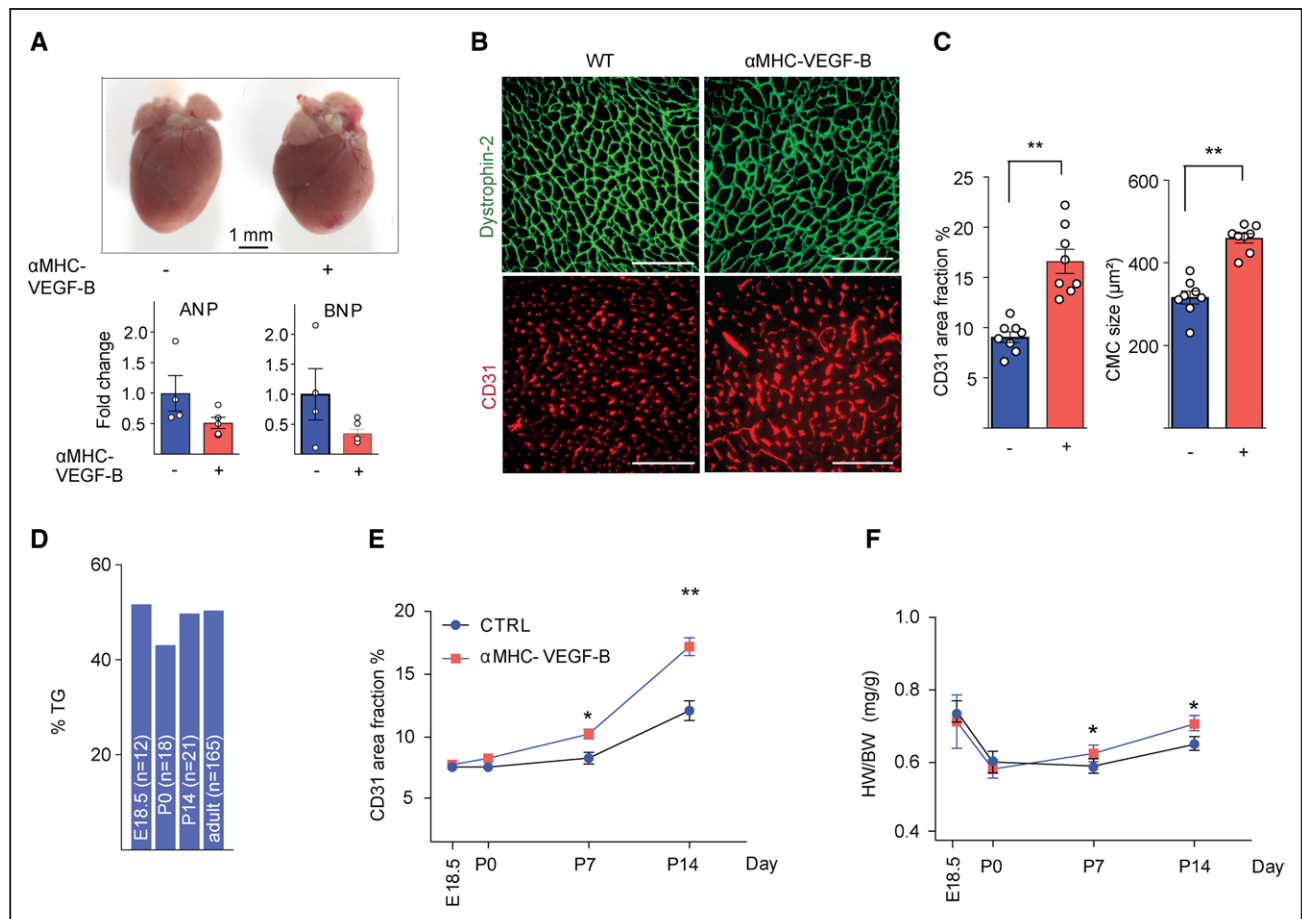 A
1 mm
αMHC-
VEGF-B
-
+
ANP
BNP
Fold change
2.0
1.5
1.0
0.5
2.0
1.5
1.0
0.5
αMHC-
VEGF-B
-
+
-
+
B
WT
αMHC-VEGF-B
Dystrophin-2
CD31
C
**
CD31 area fraction %
25
20
15
10
5
-
+
**
CMC size (µm²)
600
400
200
-
+
D
% TG
60
40
20
E18.5 (n=12)
P0 (n=18)
P14 (n=21)
adult (n=165)
E
CD31 area fraction %
20
15
10
5
CTRL
αMHC- VEGF-B
*
**
E18.5
P0
P7
P14
Day
F
HW/BW (mg/g)
1.0
0.8
0.6
0.4
*
*
E18.5
P0
P7
P14
Day